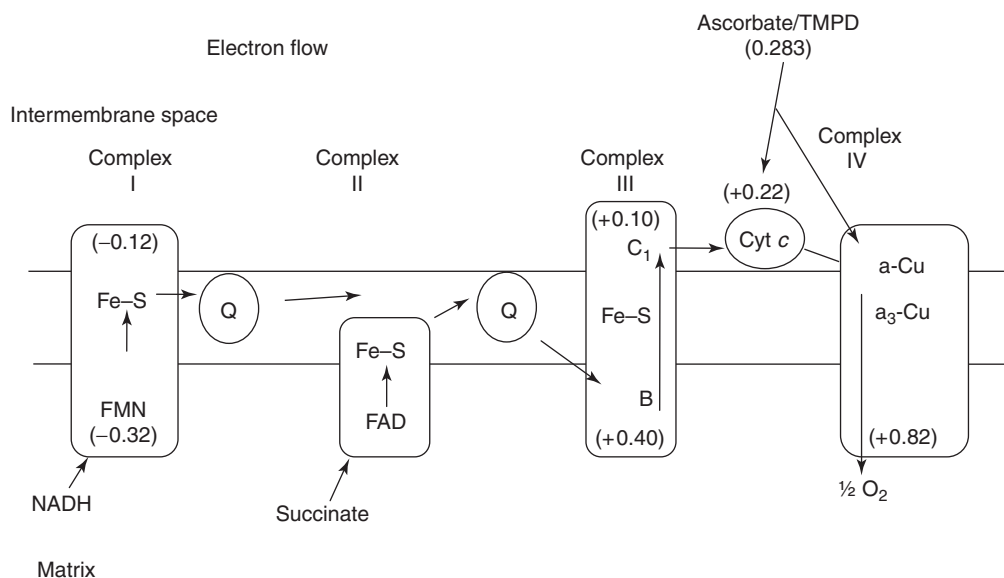 Ascorbate/TMPD
(0.283)
Electron flow
Intermembrane space
Complex
I
Complex
II
Complex
III
Complex
IV
(+0.22)
(−0.12)
(+0.10)
C₁
Cyt c
a-Cu
Fe–S
Q
Q
Fe–S
a₃-Cu
Fe–S
B
FMN
(−0.32)
FAD
(+0.40)
(+0.82)
NADH
Succinate
½ O₂
Matrix